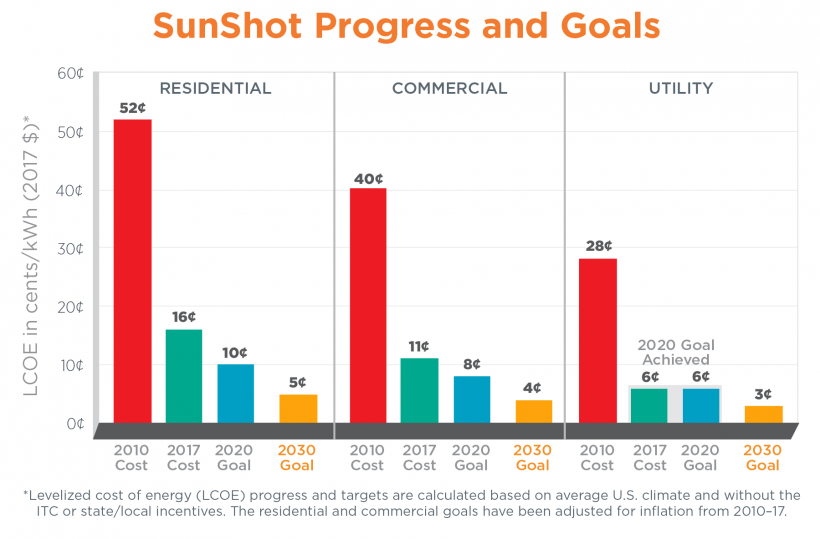 SunShot Progress and Goals
LCOE in cents/kWh (2017 $)*
60¢
50¢
40¢
30¢
20¢
10¢
0¢
RESIDENTIAL
52¢
16¢
10¢
5¢
2010 Cost
2017 Cost
2020 Goal
2030 Goal
COMMERCIAL
40¢
11¢
8¢
4¢
2010 Cost
2017 Cost
2020 Goal
2030 Goal
UTILITY
28¢
2020 Goal
Achieved
6¢
6¢
3¢
2010 Cost
2017 Cost
2020 Goal
2030 Goal
*Levelized cost of energy (LCOE) progress and targets are calculated based on average U.S. climate and without the
ITC or state/local incentives. The residential and commercial goals have been adjusted for inflation from 2010–17.